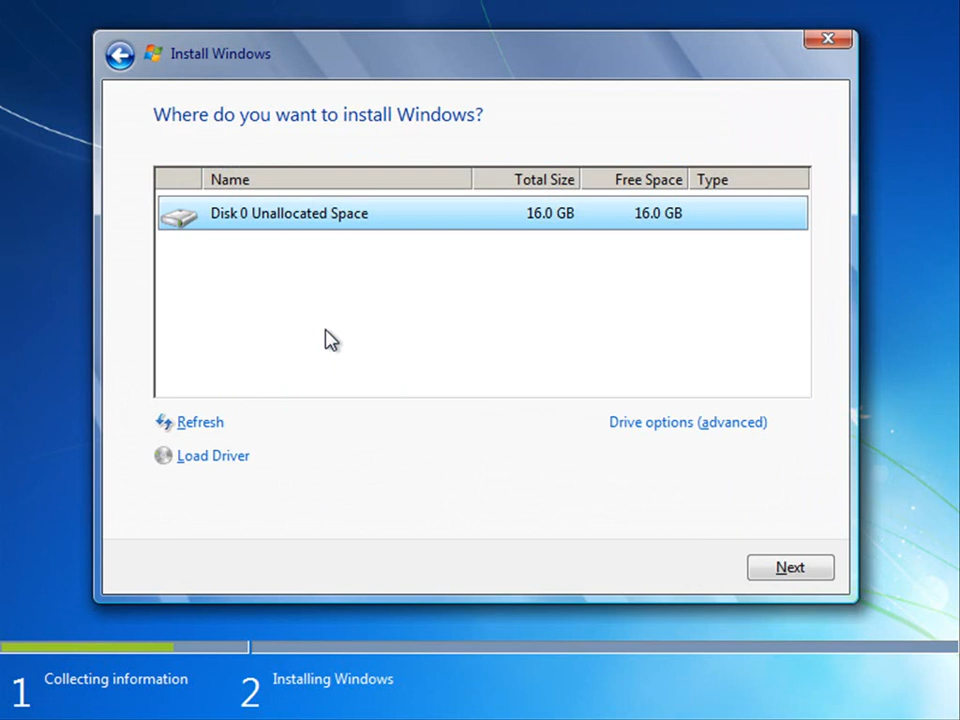 Install Windows
Where do you want to install Windows?
Name Total Size Free Space Type
Disk 0 Unallocated Space 16.0 GB 16.0 GB
Refresh Drive options (advanced)
Load Driver
Next
1 Collecting information 2 Installing Windows